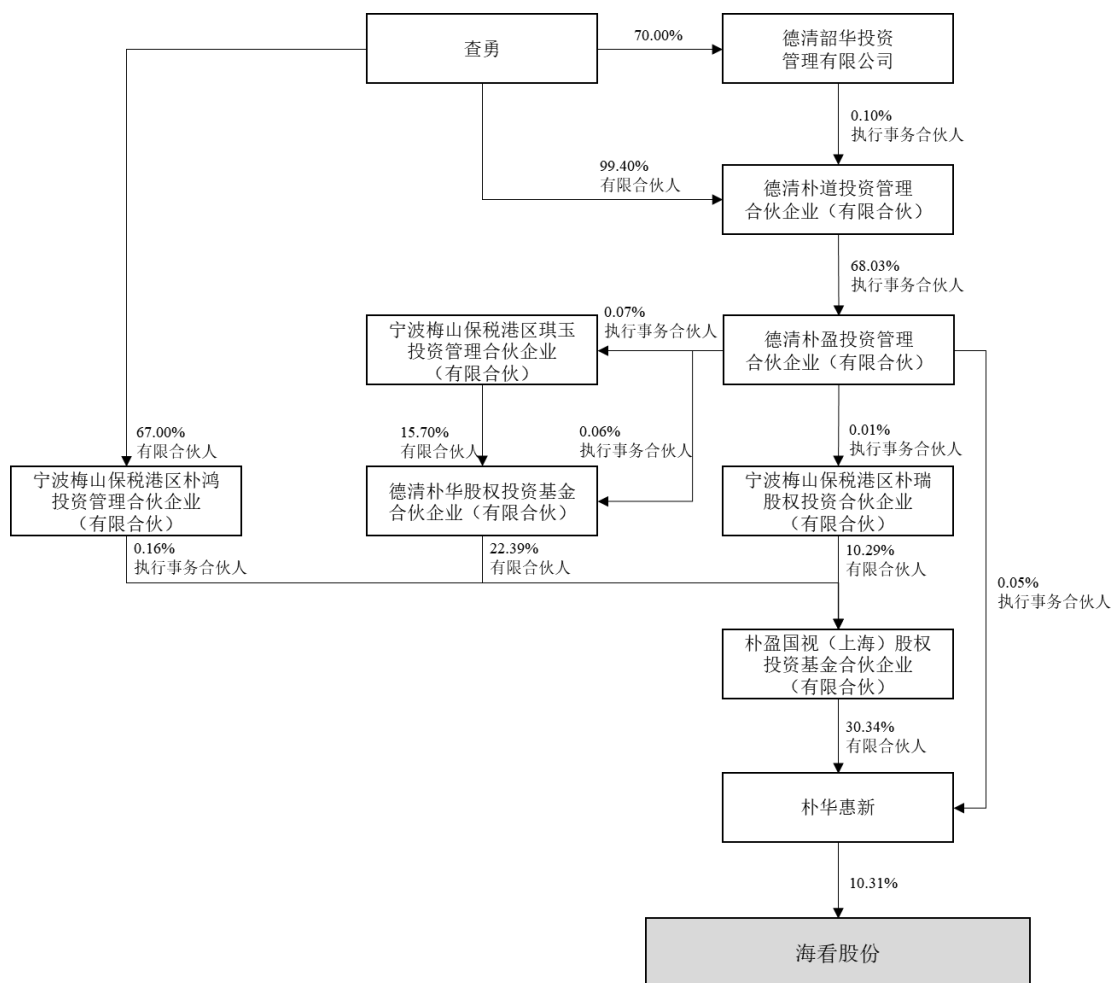 查勇
70.00%
德清韶华投资
管理有限公司
0.10%
执行事务合伙人
99.40%
有限合伙人
德清朴道投资管理
合伙企业（有限合伙）
68.03%
执行事务合伙人
0.07%
执行事务合伙人
宁波梅山保税港区琪玉
投资管理合伙企业
（有限合伙）
德清朴盈投资管理
合伙企业（有限合伙）
67.00%
有限合伙人
15.70%
有限合伙人
0.06%
执行事务合伙人
0.01%
执行事务合伙人
宁波梅山保税港区朴鸿
投资管理合伙企业
（有限合伙）
德清朴华股权投资基金
合伙企业（有限合伙）
宁波梅山保税港区朴瑞
股权投资合伙企业
（有限合伙）
0.16%
执行事务合伙人
22.39%
有限合伙人
10.29%
有限合伙人
0.05%
执行事务合伙人
朴盈国视（上海）股权
投资基金合伙企业
（有限合伙）
30.34%
有限合伙人
朴华惠新
10.31%
海看股份